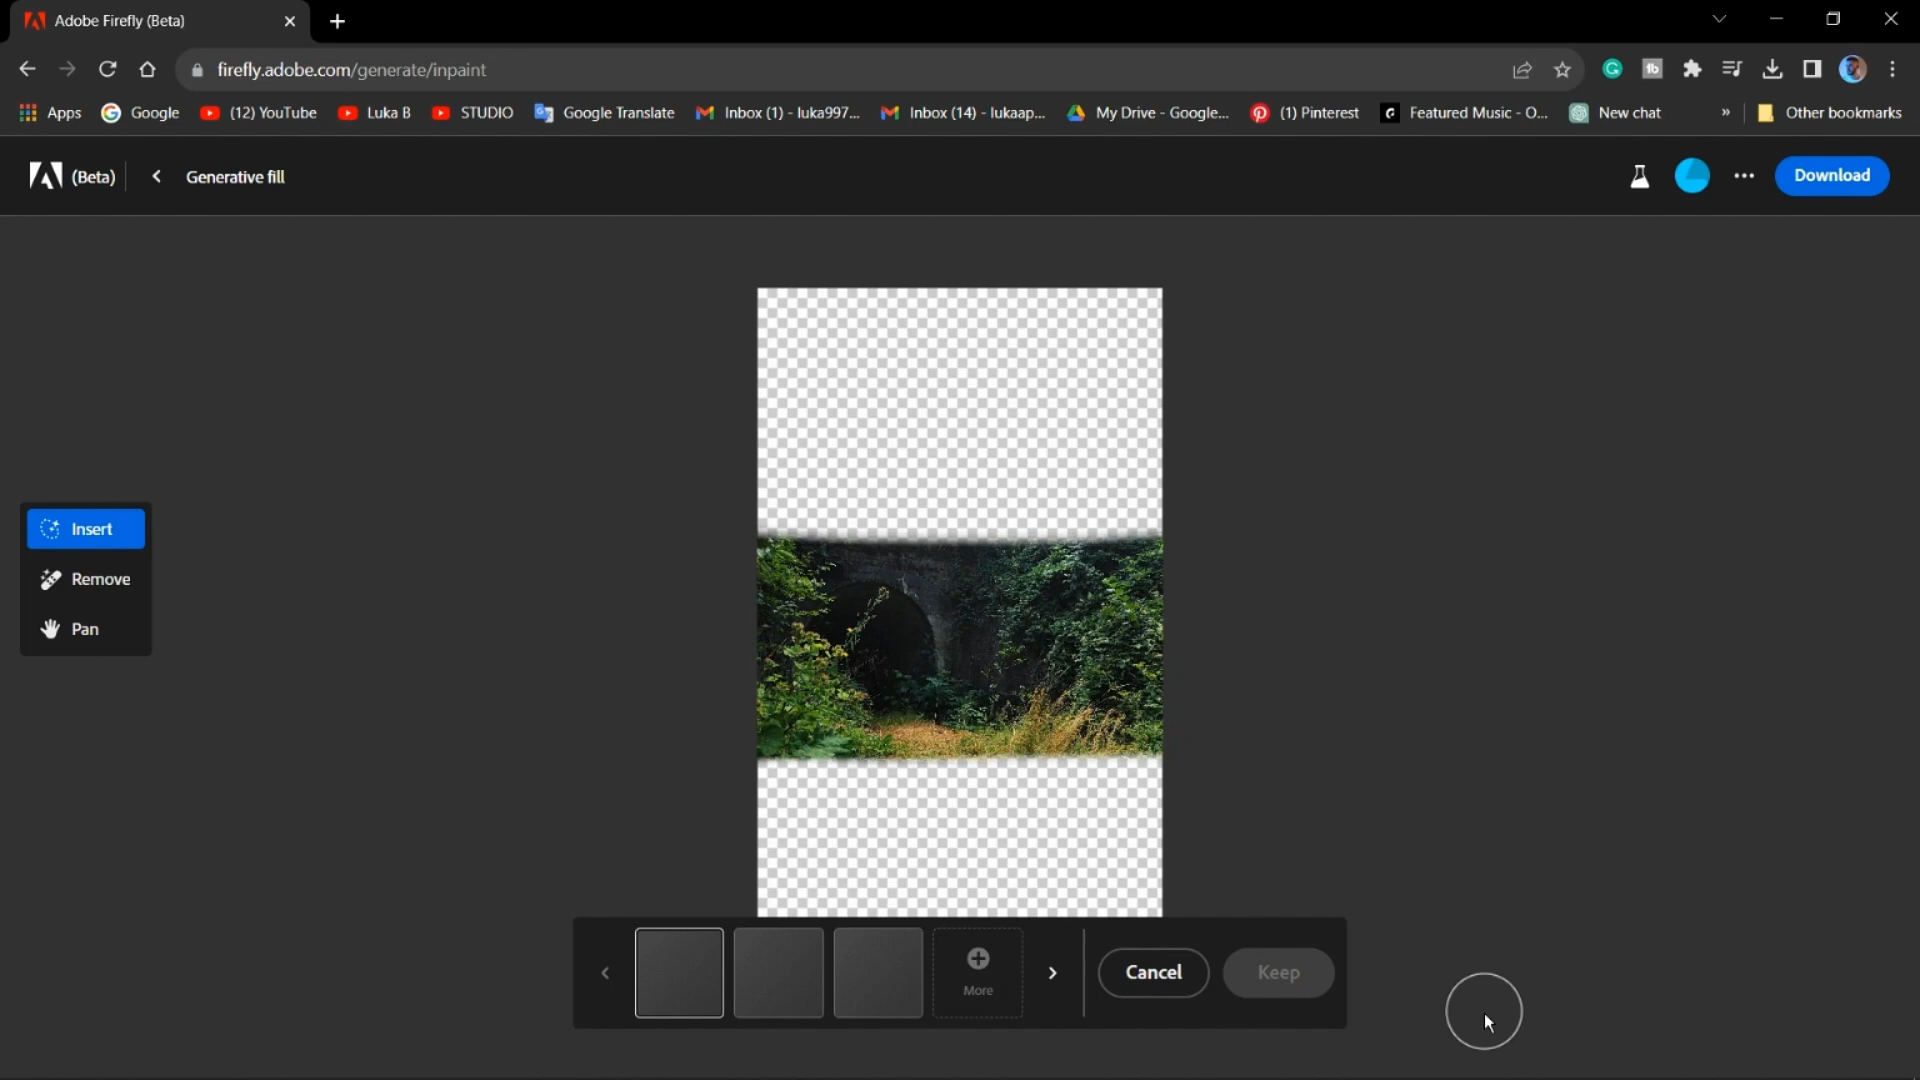 Adobe Firefly (Beta)
firefly.adobe.com/generate/inpaint
Apps Google (12) YouTube Luka B STUDIO Google Translate Inbox (1) - luka997... Inbox (14) - lukaap... My Drive - Google... (1) Pinterest Featured Music - O... New chat » Other bookmarks
(Beta) Generative fill Download
Insert
Remove
Pan
More
Cancel
Keep